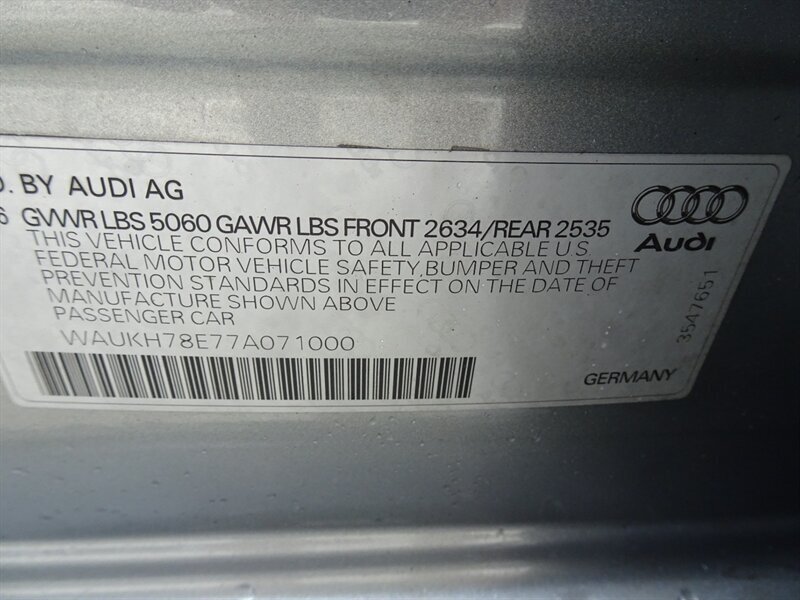 . BY AUDI AG
6 GVWR LBS 5060 GAWR LBS FRONT 2634/REAR 2535
THIS VEHICLE CONFORMS TO ALL APPLICABLE U.S.
FEDERAL MOTOR VEHICLE SAFETY, BUMPER AND THEFT
PREVENTION STANDARDS IN EFFECT ON THE DATE OF
MANUFACTURE SHOWN ABOVE
PASSENGER CAR
WAUKH78E77A071000
Audi
3547651
GERMANY